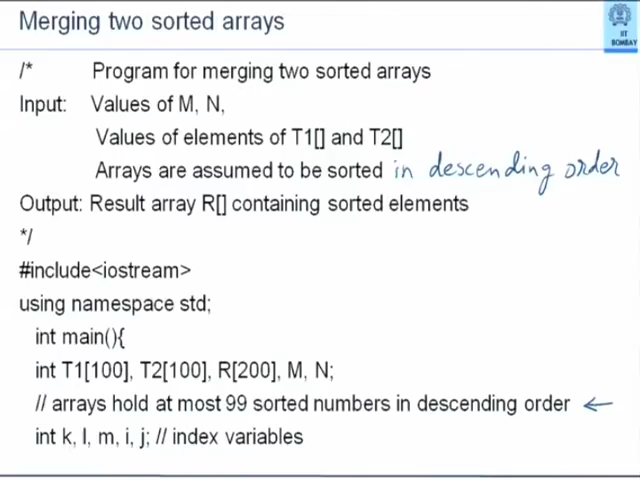 Merging two sorted arrays
IIT
BOMBAY
/* Program for merging two sorted arrays
Input: Values of M, N,
Values of elements of T1[] and T2[]
Arrays are assumed to be sorted in descending order
Output: Result array R[] containing sorted elements
*/
#include<iostream>
using namespace std;
int main(){
int T1[100], T2[100], R[200], M, N;
// arrays hold at most 99 sorted numbers in descending order ←
int k, l, m, i, j; // index variables